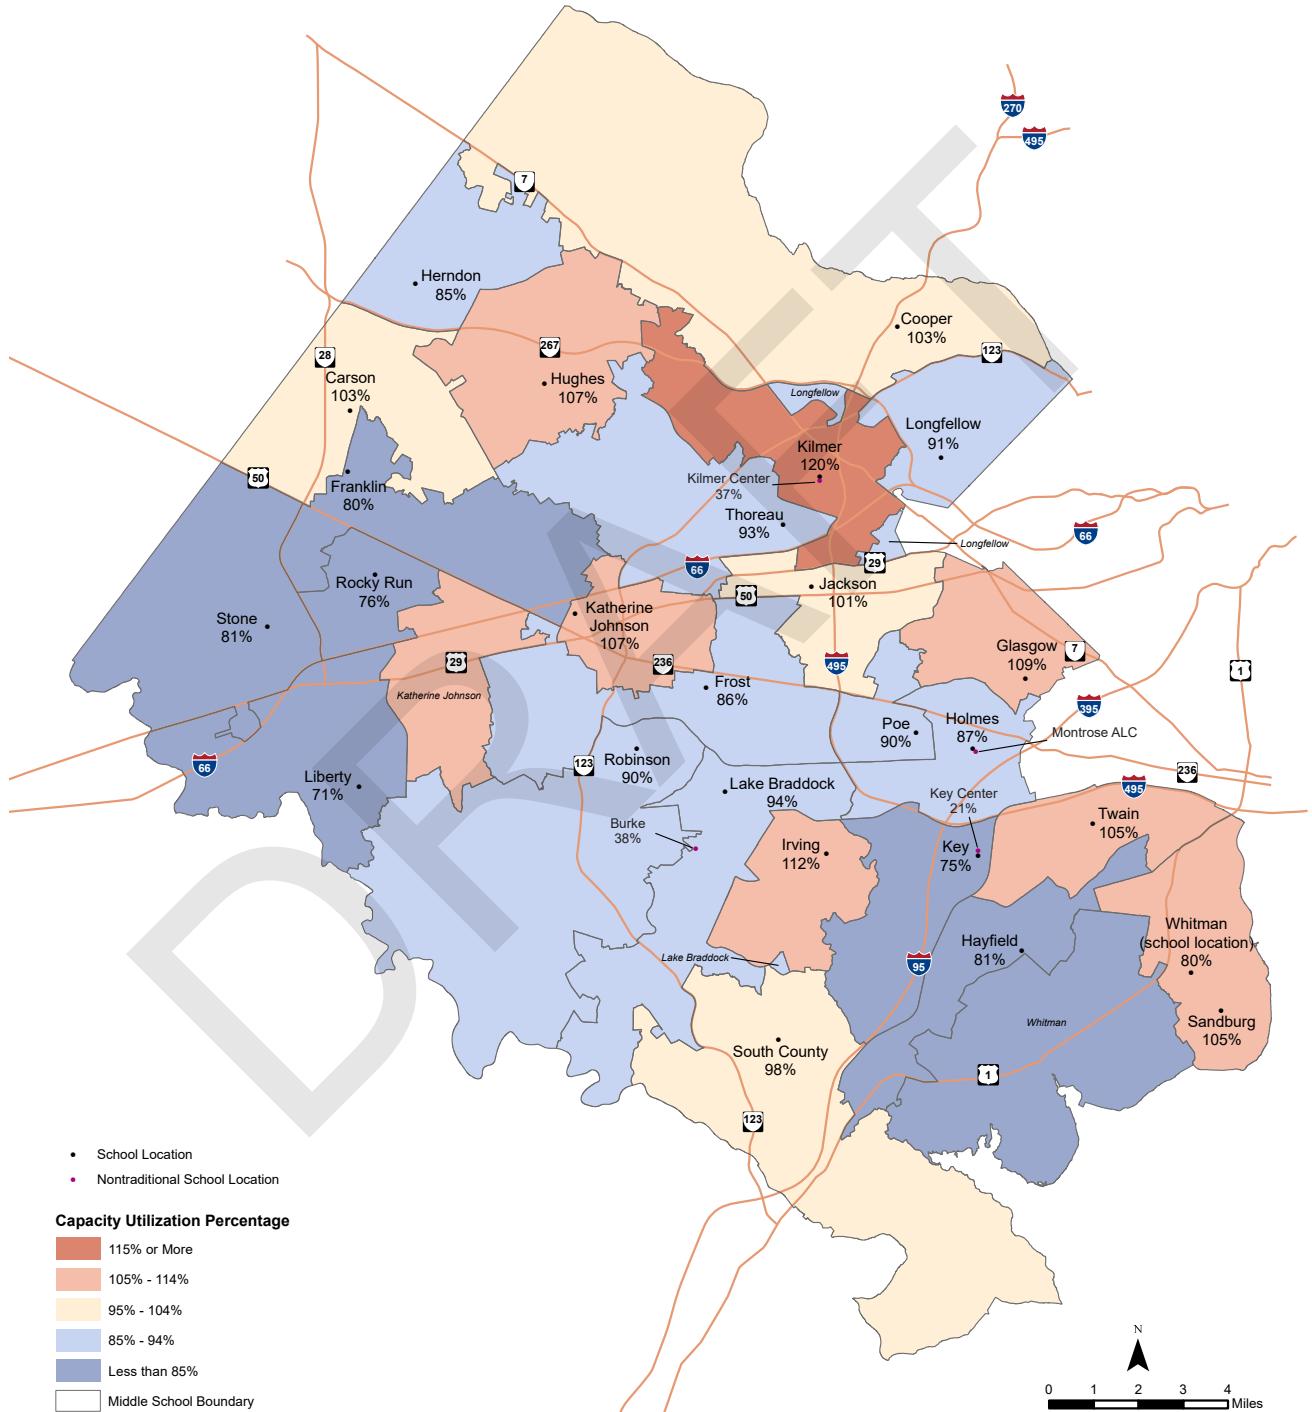 270
495
7
Herndon
85%
Cooper
103%
28
267
123
Carson
103%
Hughes
107%
Longfellow
Longfellow
91%
Kilmer
120%
50
Franklin
80%
Kilmer Center
37%
Thoreau
93%
66
Longfellow
29
66
Rocky Run
76%
Jackson
101%
50
Stone
81%
Katherine
Johnson
107%
Glasgow
109%
7
29
236
495
1
Katherine Johnson
Frost
86%
395
Poe
90%
Holmes
87%
Montrose ALC
66
123
Robinson
90%
236
Liberty
71%
Lake Braddock
94%
Key Center
21%
495
Twain
105%
Burke
38%
Irving
112%
Key
75%
Whitman
(school location)
80%
Hayfield
81%
Lake Braddock
95
Whitman
Sandburg
105%
South County
98%
1
123
DRAFT
School Location
Nontraditional School Location
Capacity Utilization Percentage
115% or More
105% - 114%
95% - 104%
85% - 94%
Less than 85%
Middle School Boundary
N
0 1 2 3 4
Miles